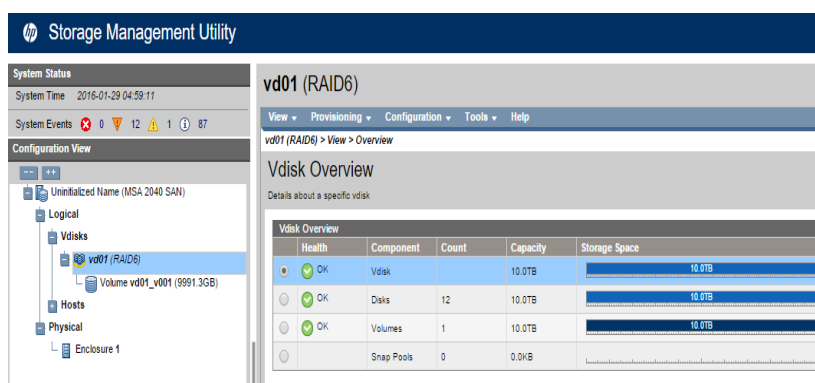 hp Storage Management Utility
System Status
System Time 2016-01-29 04:59:11
System Events 0 12 1 87
Configuration View
Uninitialized Name (MSA 2040 SAN)
Logical
Vdisks
vd01 (RAID6)
Volume vd01_v001 (9991.3GB)
Hosts
Physical
Enclosure 1
vd01 (RAID6)
View Provisioning Configuration Tools Help
vd01 (RAID6) > View > Overview
Vdisk Overview
Details about a specific vdisk
Vdisk Overview
Health Component Count Capacity Storage Space
OK Vdisk 10.0TB 10.0TB
OK Disks 12 10.0TB 10.0TB
OK Volumes 1 10.0TB 10.0TB
Snap Pools 0 0.0KB